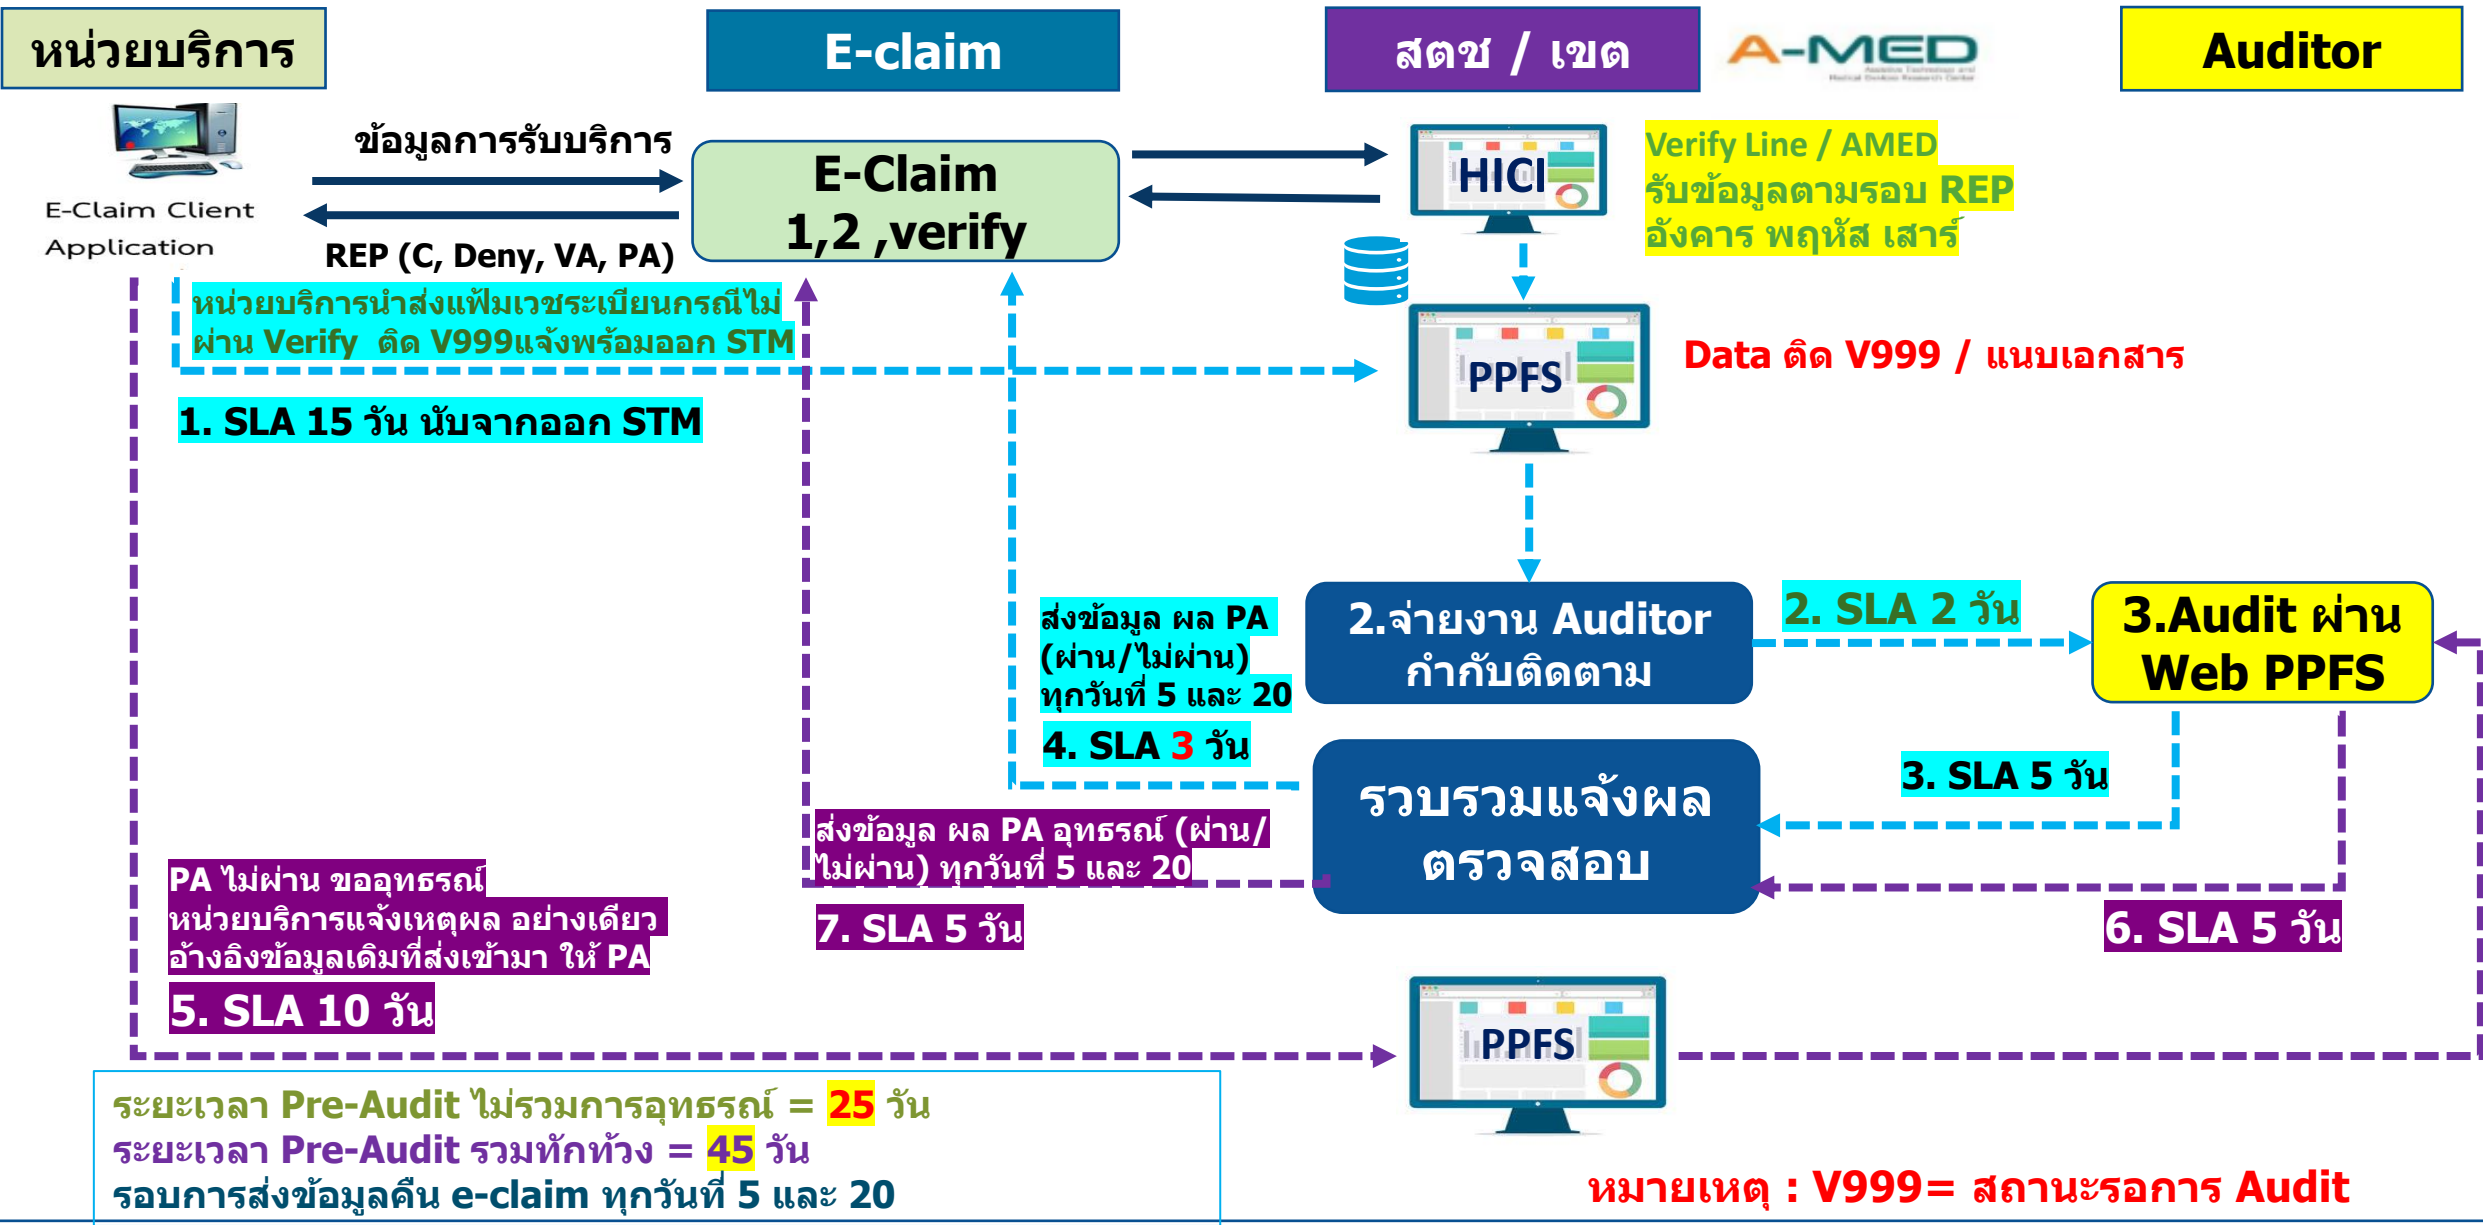 หน่วยบริการ
E-claim
สตช / เขต
A-MED
Assistive Technology and
Medical Devices Research Center
Auditor
E-Claim Client
Application
ข้อมูลการรับบริการ
REP (C, Deny, VA, PA)
E-Claim
1,2 ,verify
HICI
Verify Line / AMED
รับข้อมูลตามรอบ REP
อังคาร พฤหัส เสาร์
หน่วยบริการนำส่งแฟ้มเวชระเบียนกรณีไม่
ผ่าน Verify ติด V999แจ้งพร้อมออก STM
1. SLA 15 วัน นับจากออก STM
PPFS
Data ติด V999 / แนบเอกสาร
ส่งข้อมูล ผล PA
(ผ่าน/ไม่ผ่าน)
ทุกวันที่ 5 และ 20
4. SLA 3 วัน
2.จ่ายงาน Auditor
กำกับติดตาม
2. SLA 2 วัน
3.Audit ผ่าน
Web PPFS
3. SLA 5 วัน
รวบรวมแจ้งผล
ตรวจสอบ
ส่งข้อมูล ผล PA อุทธรณ์ (ผ่าน/
ไม่ผ่าน) ทุกวันที่ 5 และ 20
7. SLA 5 วัน
6. SLA 5 วัน
PA ไม่ผ่าน ขออุทธรณ์
หน่วยบริการแจ้งเหตุผล อย่างเดียว
อ้างอิงข้อมูลเดิมที่ส่งเข้ามา ให้ PA
5. SLA 10 วัน
PPFS
ระยะเวลา Pre-Audit ไม่รวมการอุทธรณ์ = 25 วัน
ระยะเวลา Pre-Audit รวมทักท้วง = 45 วัน
รอบการส่งข้อมูลคืน e-claim ทุกวันที่ 5 และ 20
หมายเหตุ : V999= สถานะรอการ Audit